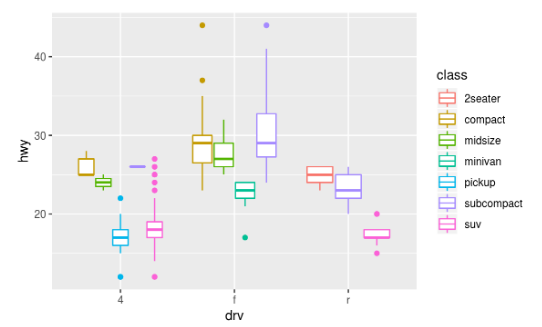 hwy
40
30
20
4
f
r
drv
class
2seater
compact
midsize
minivan
pickup
subcompact
suv